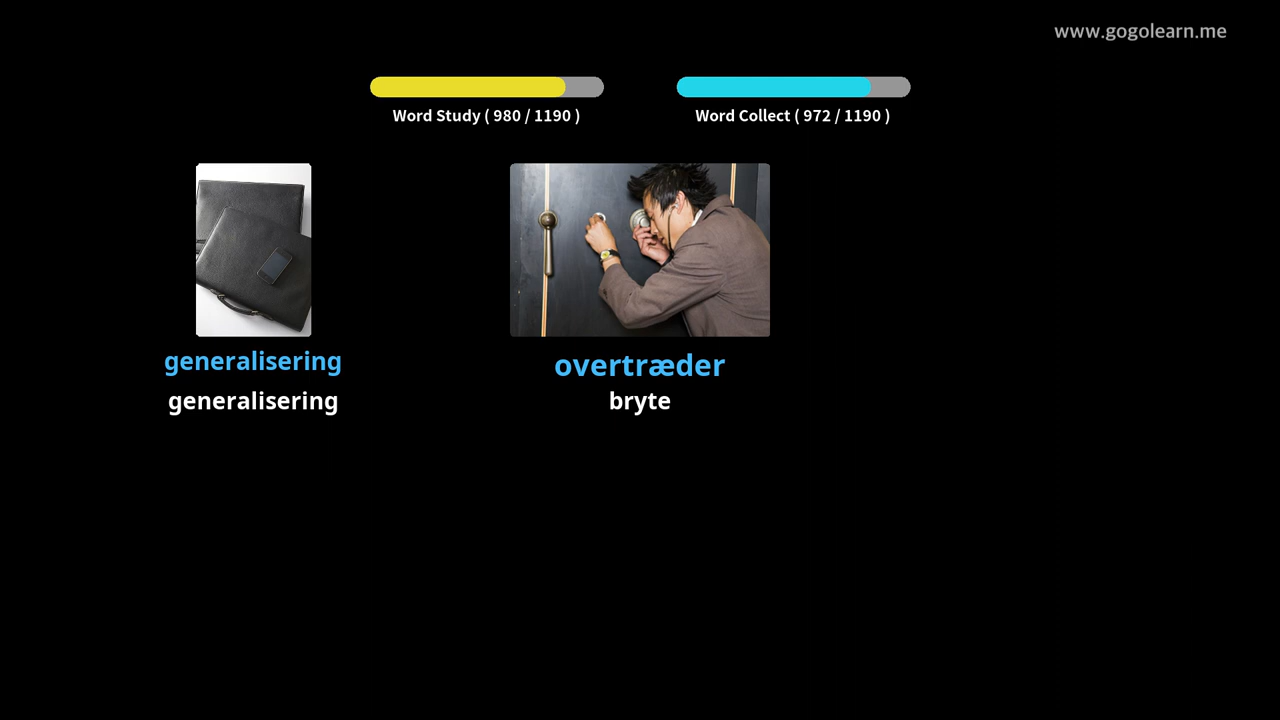 www.gogolearn.me
Word Study ( 980 / 1190 )
Word Collect ( 972 / 1190 )
generalisering
generalisering
overtræder
bryte